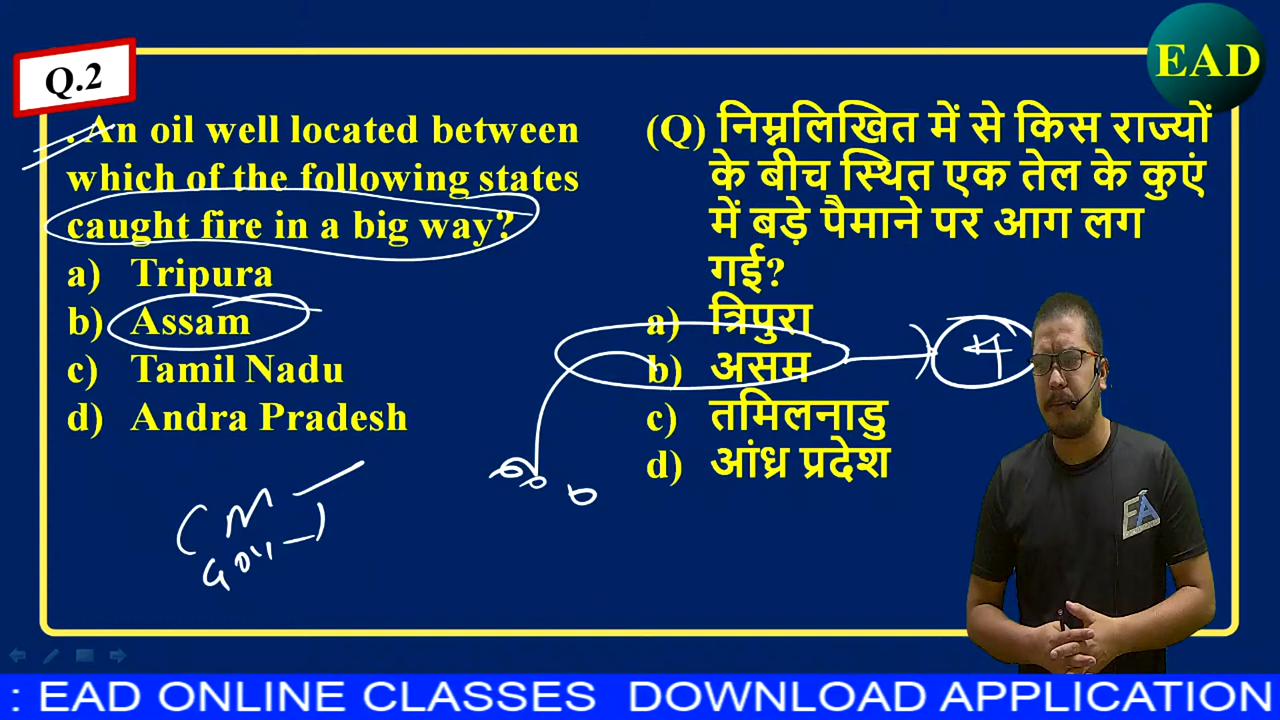 Q.2
EAD
. An oil well located between
which of the following states
caught fire in a big way?
a) Tripura
b) Assam
c) Tamil Nadu
d) Andra Pradesh
(Q) निम्नलिखित में से किस राज्यों
के बीच स्थित एक तेल के कुएं
में बड़े पैमाने पर आग लग
गई?
a) त्रिपुरा
b) असम
c) तमिलनाडु
d) आंध्र प्रदेश
CM
EA
: EAD ONLINE CLASSES DOWNLOAD APPLICATION